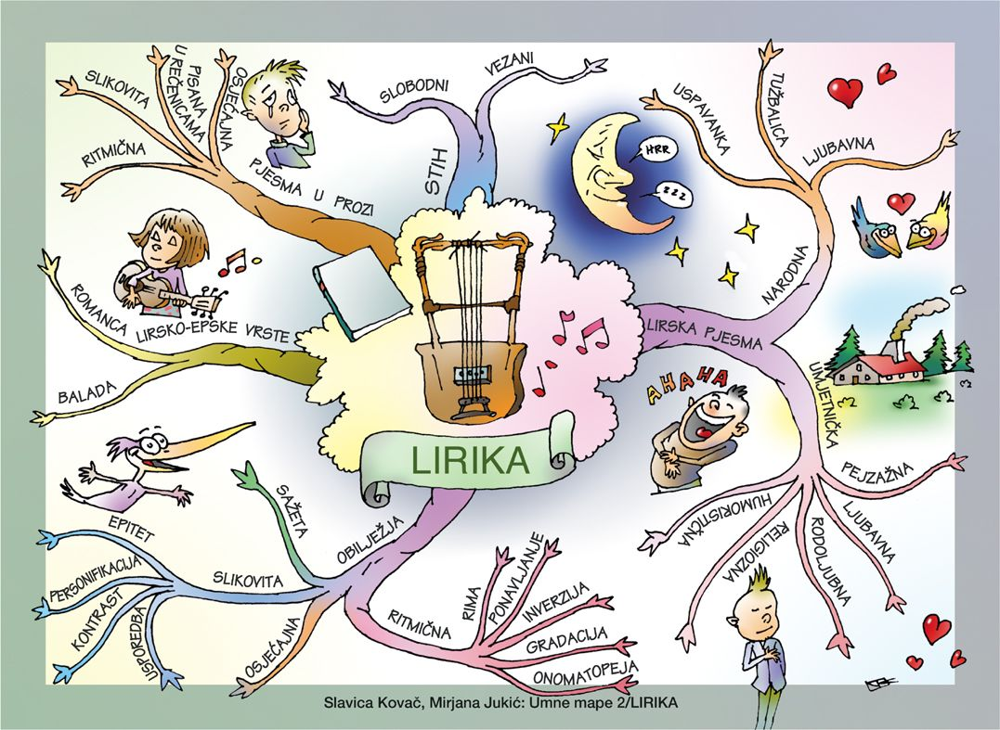 LIRIKA
STIH
SLOBODNI
VEZANI
PJESMA U PROZI
RITMIČNA
SLIKOVITA
PISANA
U REČENICAMA
OSJEĆAJNA
LIRSKO-EPSKE VRSTE
ROMANCA
BALADA
HRR
ZZZ
LIRSKA PJESMA
NARODNA
USPAVANKA
TUŽBALICA
LJUBAVNA
UMJETNIČKA
PEJZAŽNA
LJUBAVNA
RODOLJUBNA
RELIGIOZNA
HUMORISTIČNA
AHAHA
OBILJEŽJA
SAŽETA
SLIKOVITA
EPITET
PERSONIFIKACIJA
KONTRAST
USPOREDBA
OSJEĆAJNA
RITMIČNA
RIMA
PONAVLJANJE
INVERZIJA
GRADACIJA
ONOMATOPEJA
Slavica Kovač, Mirjana Jukić: Umne mape 2/LIRIKA